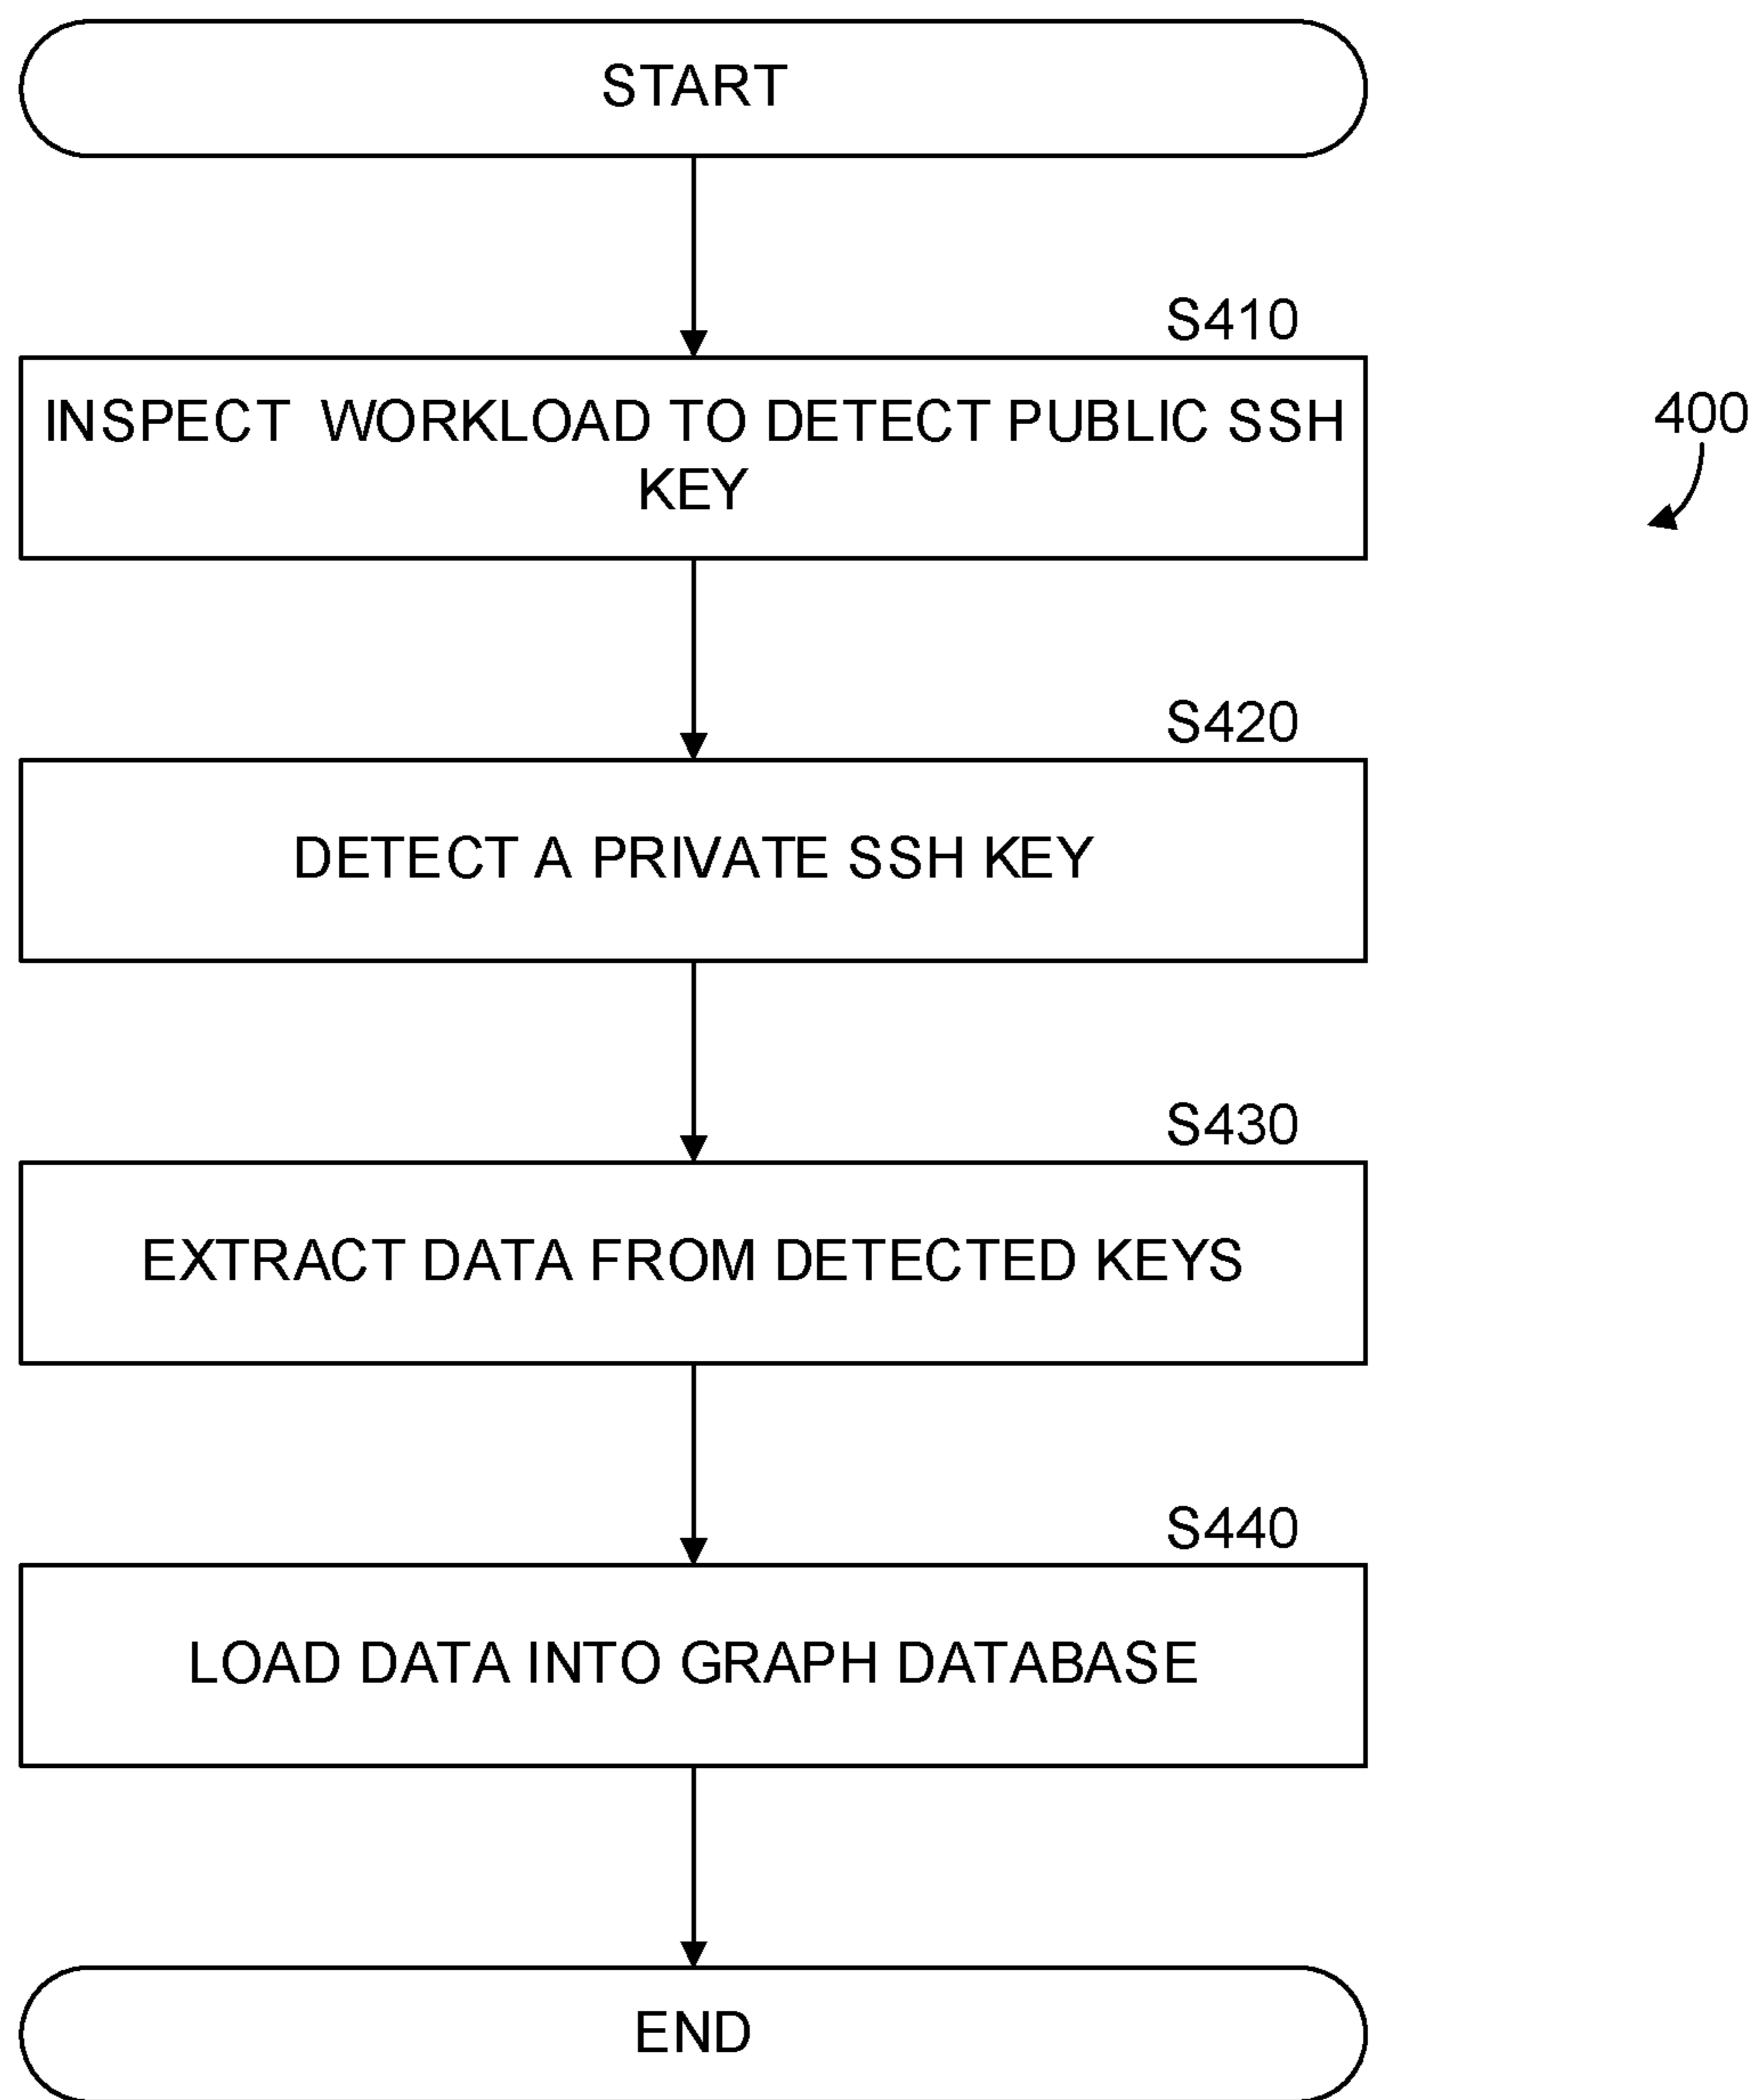 START
S410
INSPECT WORKLOAD TO DETECT PUBLIC SSH
KEY
400
S420
DETECT A PRIVATE SSH KEY
S430
EXTRACT DATA FROM DETECTED KEYS
S440
LOAD DATA INTO GRAPH DATABASE
END